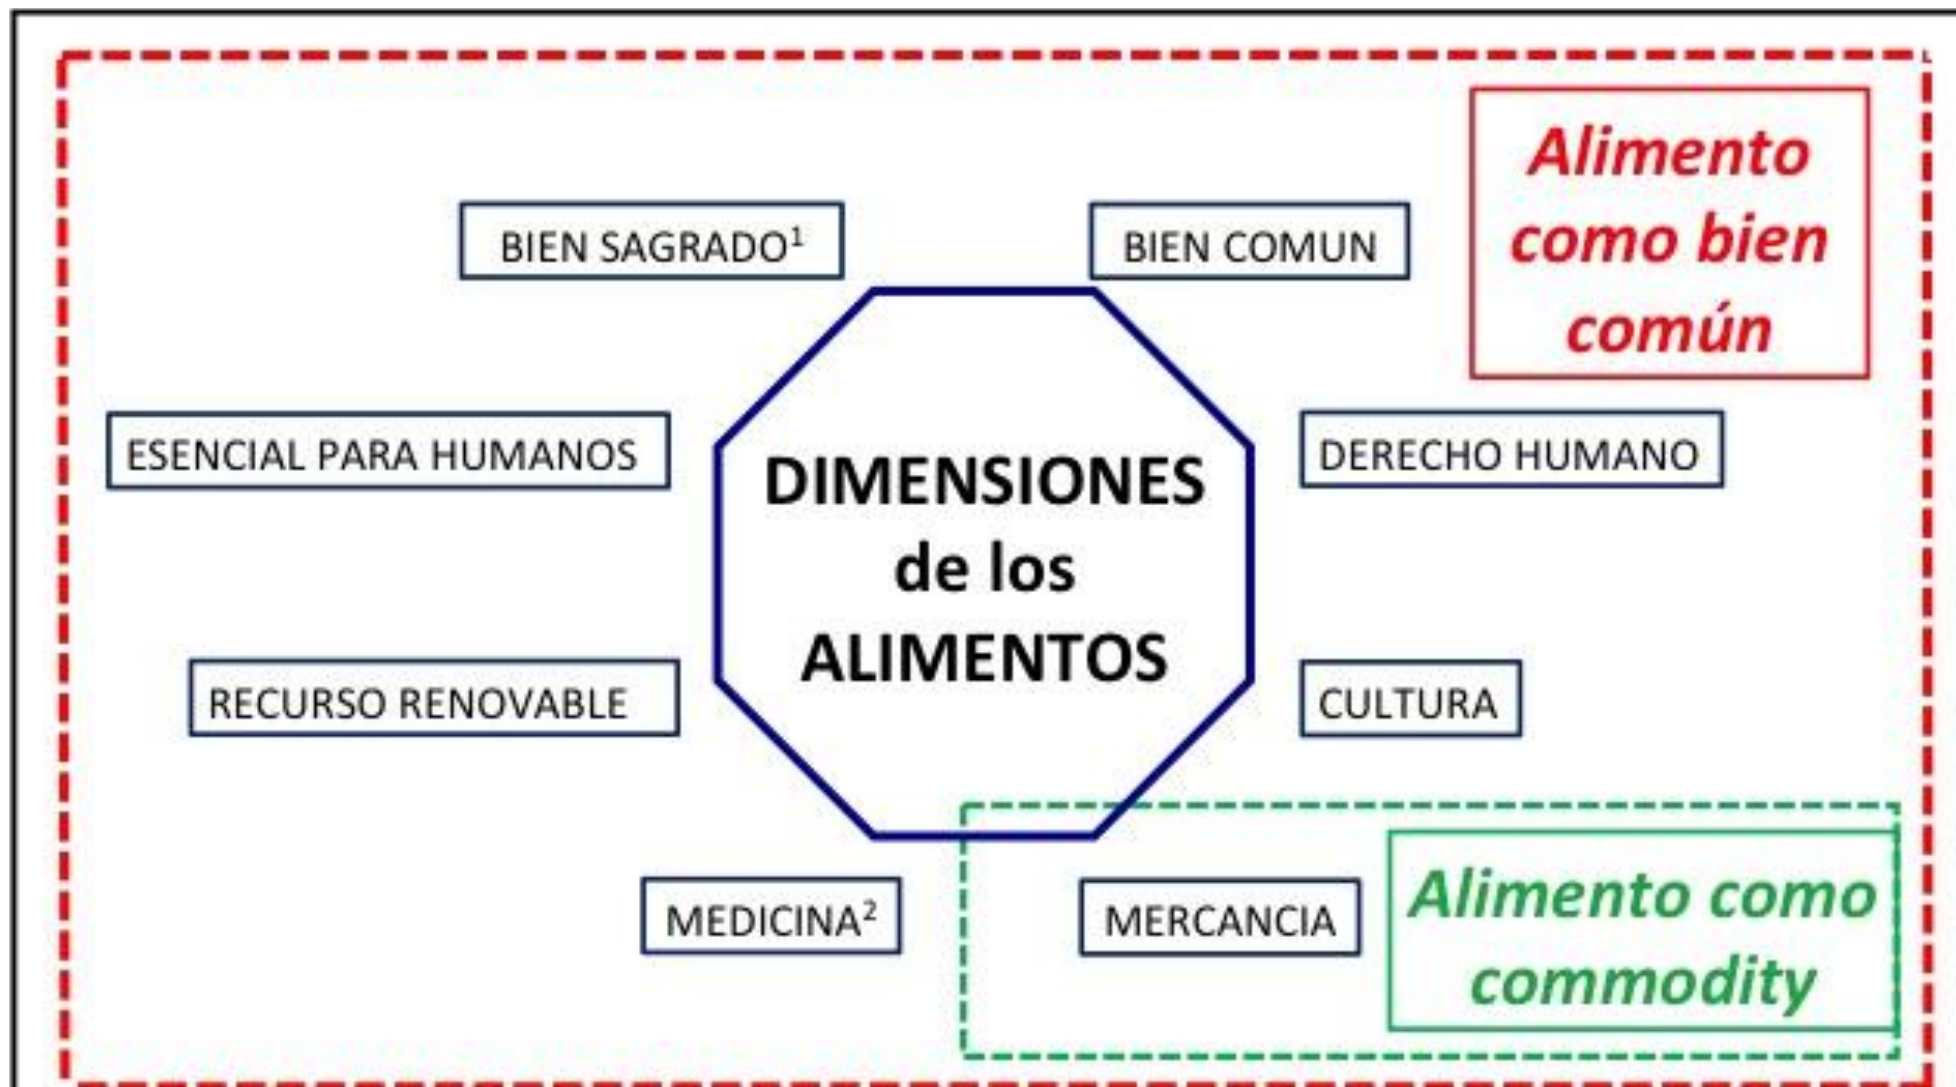 Alimento
como bien
común
BIEN SAGRADO¹
BIEN COMUN
ESENCIAL PARA HUMANOS
DERECHO HUMANO
DIMENSIONES
de los
ALIMENTOS
RECURSO RENOVABLE
CULTURA
MEDICINA²
MERCANCIA
Alimento como
commodity